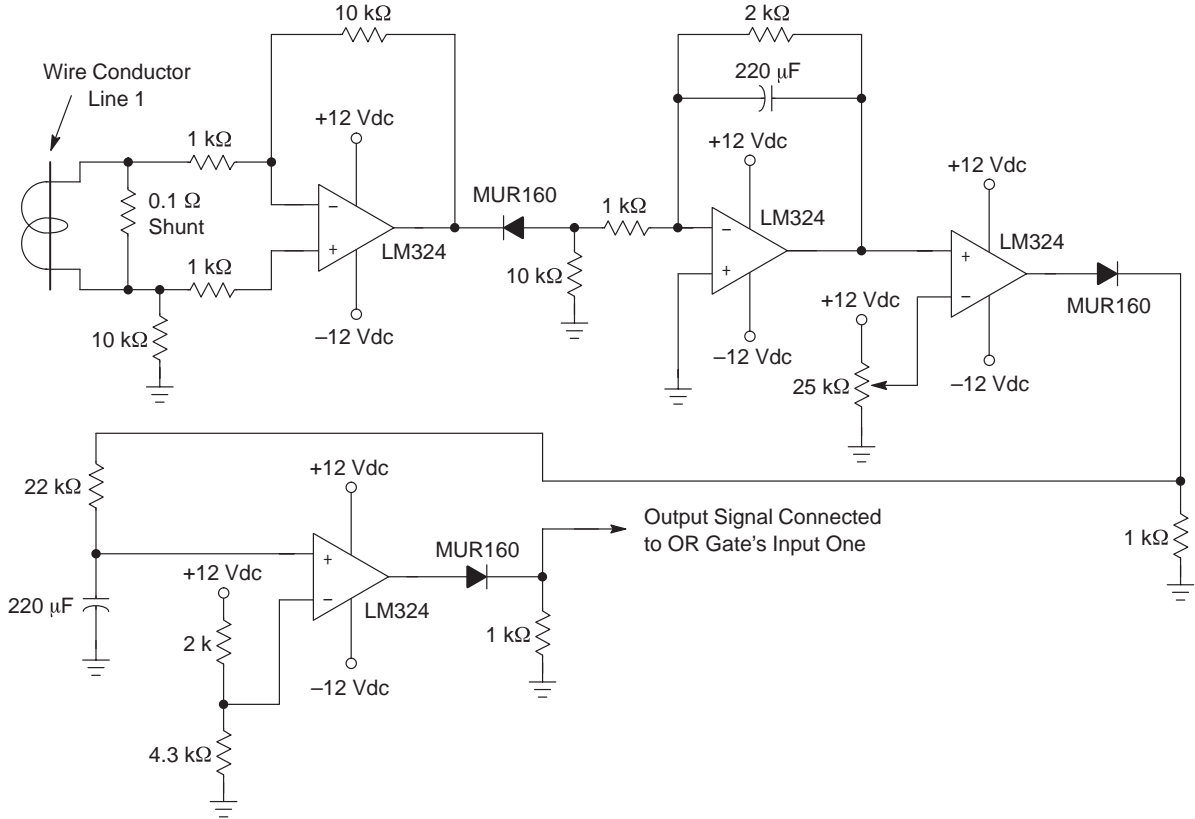 10 kΩ
2 kΩ
Wire Conductor
Line 1
220 μF
+12 Vdc
+12 Vdc
1 kΩ
+12 Vdc
0.1 Ω
Shunt
MUR160
1 kΩ
LM324
LM324
–
+
LM324
–
+
+
–
1 kΩ
10 kΩ
+12 Vdc
MUR160
10 kΩ
–12 Vdc
–12 Vdc
25 kΩ
–12 Vdc
22 kΩ
+12 Vdc
Output Signal Connected
to OR Gate's Input One
1 kΩ
MUR160
+
–
+12 Vdc
220 μF
LM324
2 k
1 kΩ
–12 Vdc
4.3 kΩ